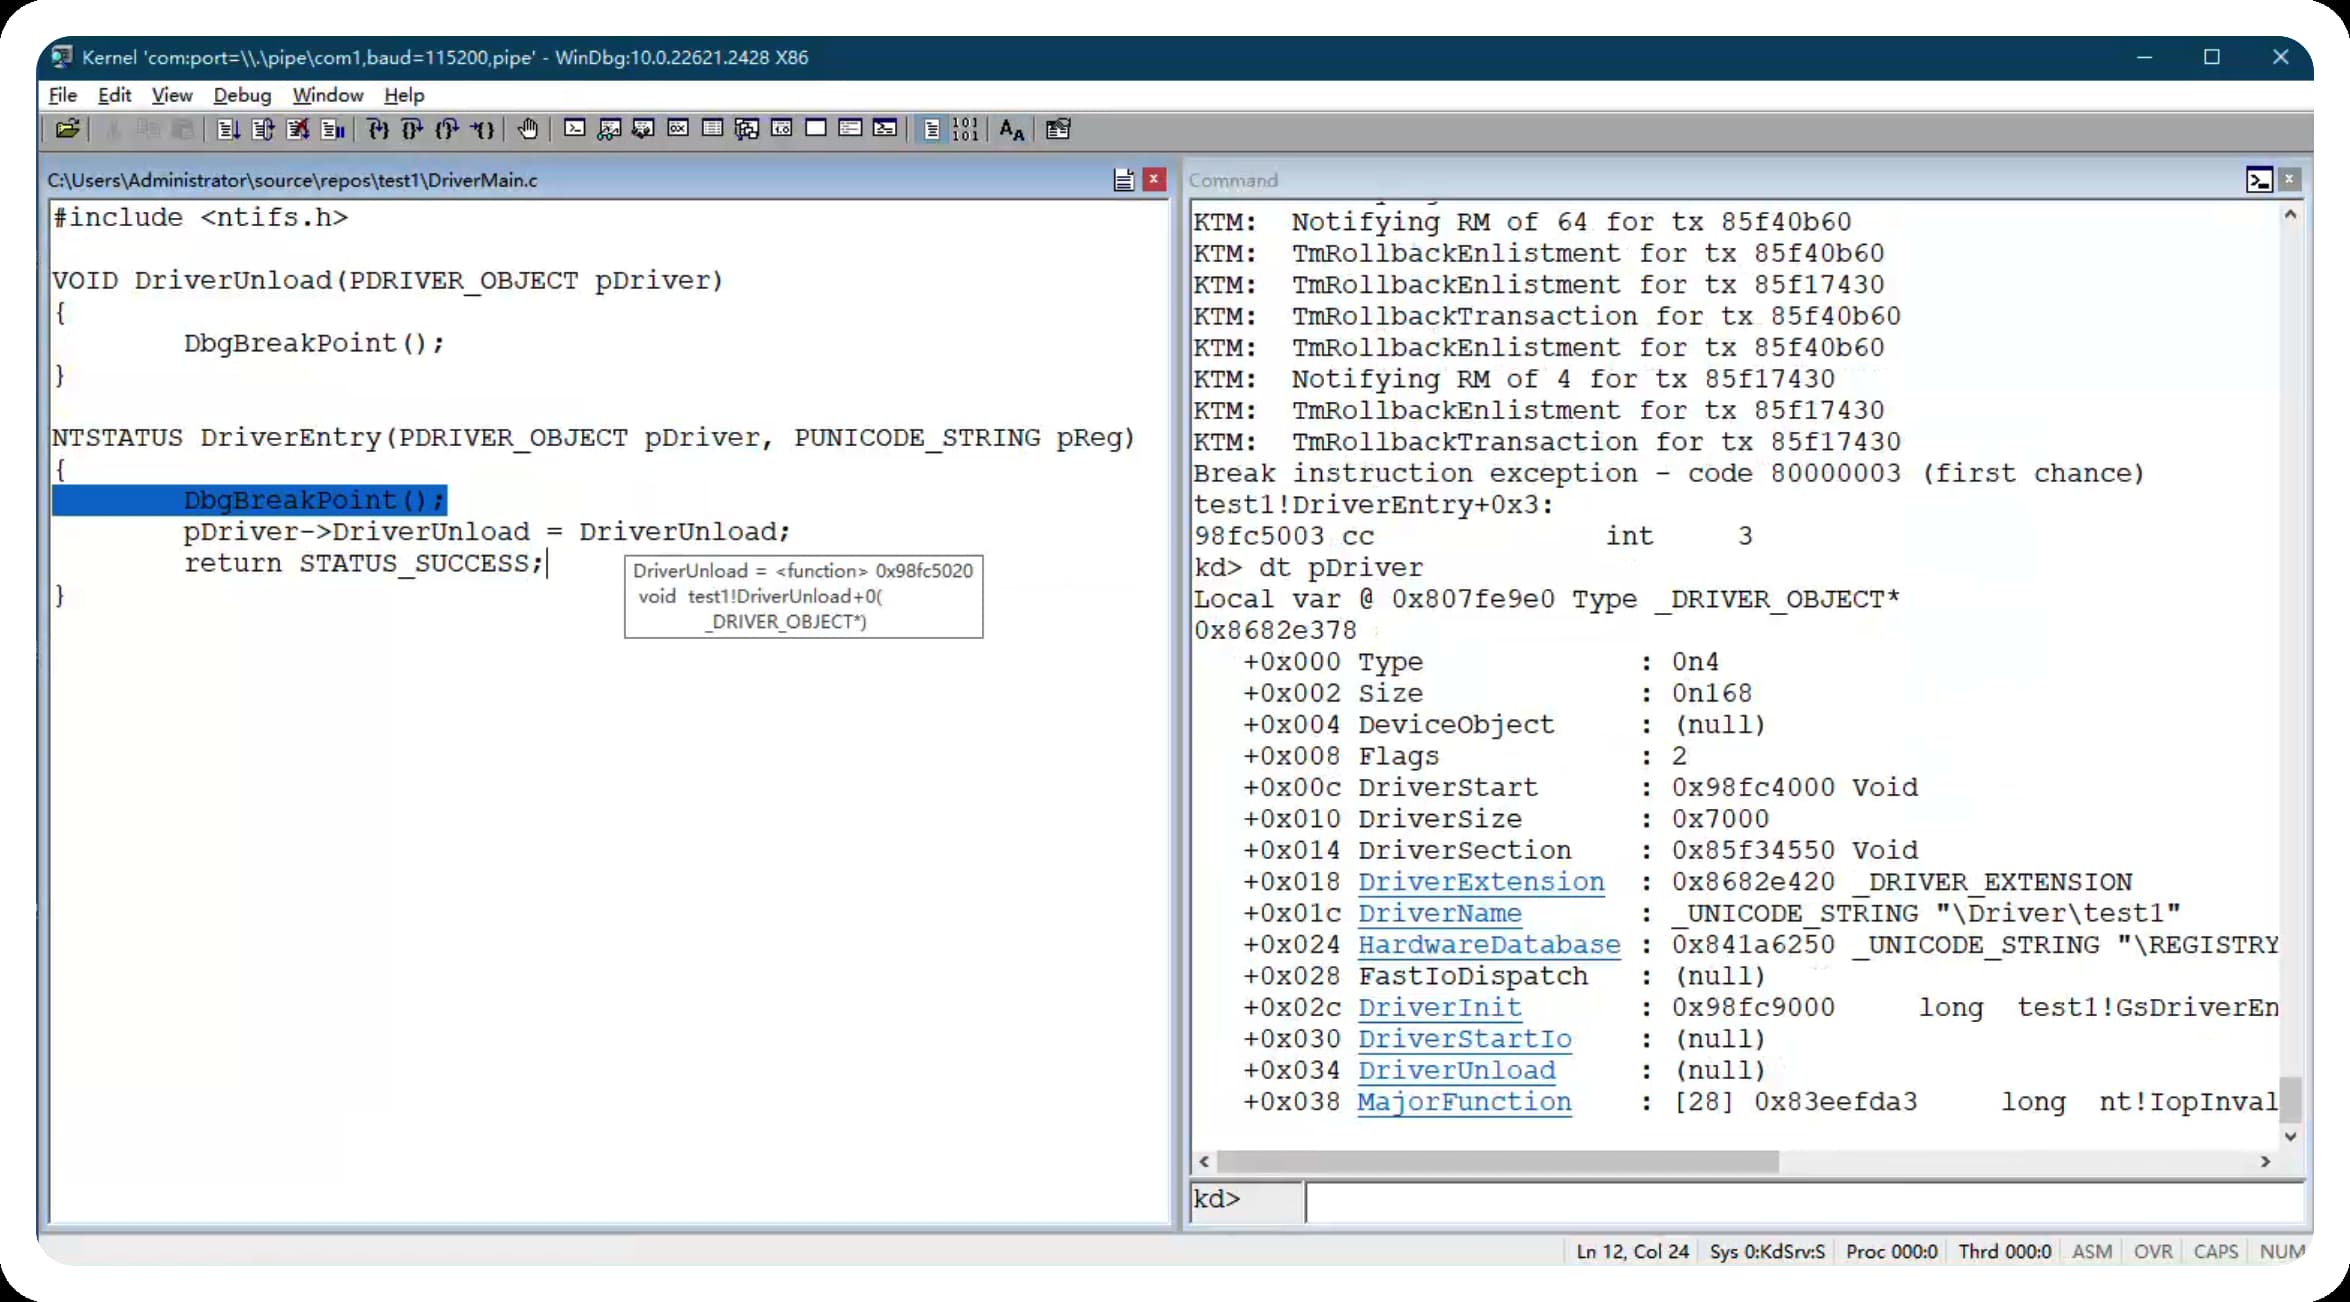 Kernel 'com:port=\\.\pipe\com1,baud=115200,pipe' - WinDbg:10.0.22621.2428 X86
File Edit View Debug Window Help
C:\Users\Administrator\source\repos\test1\DriverMain.c
#include <ntifs.h>
VOID DriverUnload(PDRIVER_OBJECT pDriver)
{
DbgBreakPoint();
}
NTSTATUS DriverEntry(PDRIVER_OBJECT pDriver, PUNICODE_STRING pReg)
{
DbgBreakPoint();
pDriver->DriverUnload = DriverUnload;
return STATUS_SUCCESS;
}
DriverUnload = <function> 0x98fc5020
void test1!DriverUnload+0(
_DRIVER_OBJECT*)
Command
KTM: Notifying RM of 64 for tx 85f40b60
KTM: TmRollbackEnlistment for tx 85f40b60
KTM: TmRollbackEnlistment for tx 85f17430
KTM: TmRollbackTransaction for tx 85f40b60
KTM: TmRollbackEnlistment for tx 85f40b60
KTM: Notifying RM of 4 for tx 85f17430
KTM: TmRollbackEnlistment for tx 85f17430
KTM: TmRollbackTransaction for tx 85f17430
Break instruction exception - code 80000003 (first chance)
test1!DriverEntry+0x3:
98fc5003 cc int 3
kd> dt pDriver
Local var @ 0x807fe9e0 Type _DRIVER_OBJECT*
0x8682e378
+0x000 Type : 0n4
+0x002 Size : 0n168
+0x004 DeviceObject : (null)
+0x008 Flags : 2
+0x00c DriverStart : 0x98fc4000 Void
+0x010 DriverSize : 0x7000
+0x014 DriverSection : 0x85f34550 Void
+0x018 DriverExtension : 0x8682e420 _DRIVER_EXTENSION
+0x01c DriverName : _UNICODE_STRING "\Driver\test1"
+0x024 HardwareDatabase : 0x841a6250 _UNICODE_STRING "\REGISTRY
+0x028 FastIoDispatch : (null)
+0x02c DriverInit : 0x98fc9000 long test1!GsDriverEn
+0x030 DriverStartIo : (null)
+0x034 DriverUnload : (null)
+0x038 MajorFunction : [28] 0x83eefda3 long nt!IopInval
kd>
Ln 12, Col 24 Sys 0:KdSrv:S Proc 000:0 Thrd 000:0 ASM OVR CAPS NUM